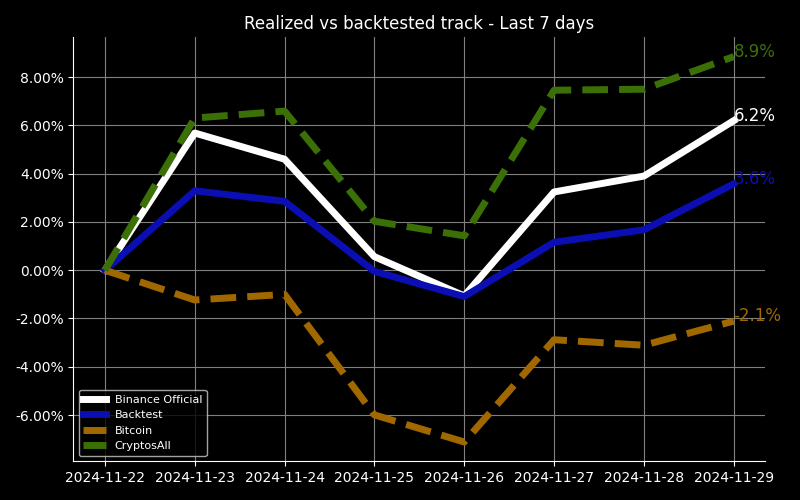 Realized vs backtested track - Last 7 days
8.00%
6.00%
4.00%
2.00%
0.00%
-2.00%
-4.00%
-6.00%
8.9%
6.2%
3.6%
-2.1%
Binance Official
Backtest
Bitcoin
CryptosAll
2024-11-22 2024-11-23 2024-11-24 2024-11-25 2024-11-26 2024-11-27 2024-11-28 2024-11-29